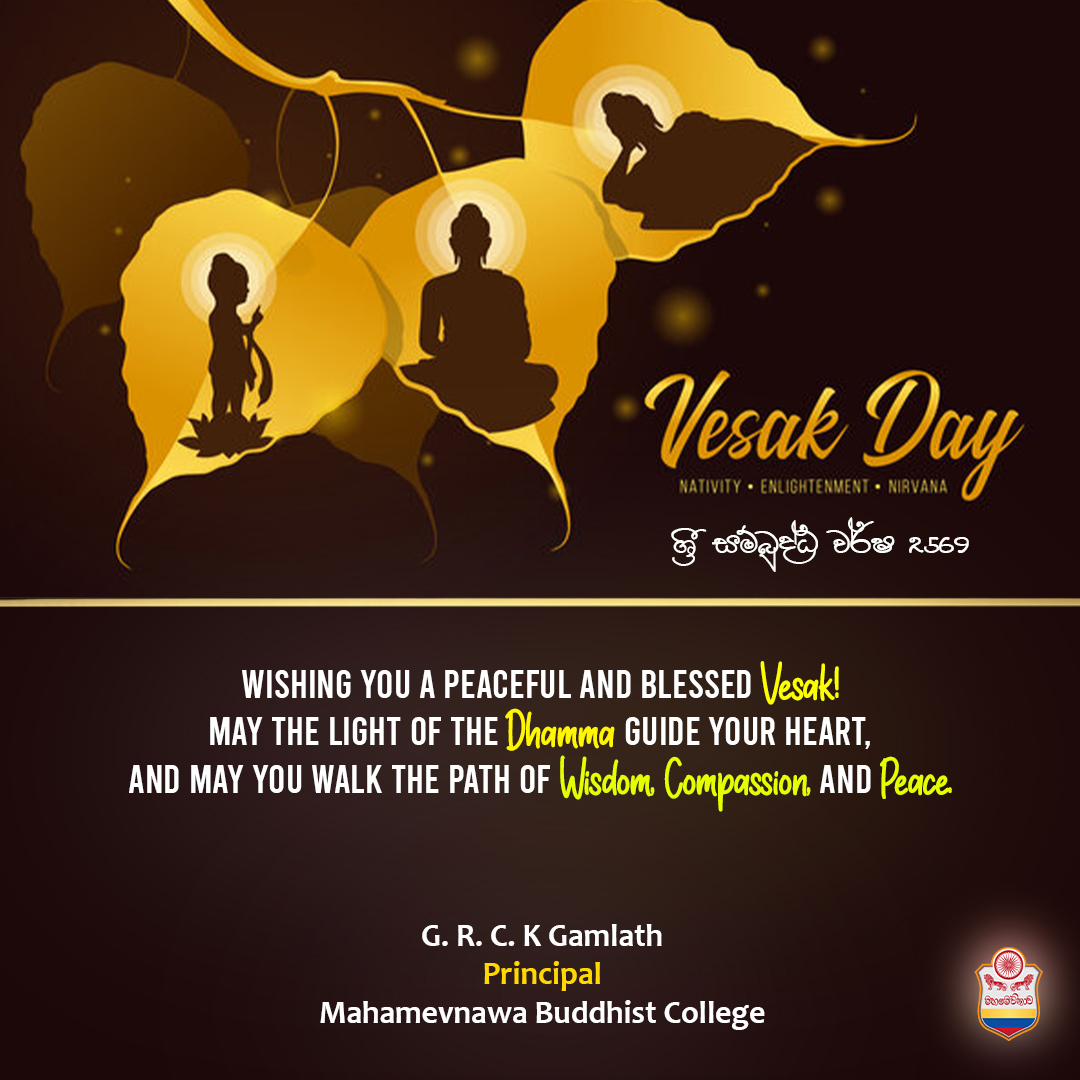 Vesak Day
NATIVITY • ENLIGHTENMENT • NIRVANA
ශ්‍රී සම්බුද්ධ වර්ෂ 2569
WISHING YOU A PEACEFUL AND BLESSED Vesak!
MAY THE LIGHT OF THE Dhamma GUIDE YOUR HEART,
AND MAY YOU WALK THE PATH OF Wisdom, Compassion, AND Peace.
G. R. C. K Gamlath
Principal
Mahamevnawa Buddhist College
මහමෙව්නාව